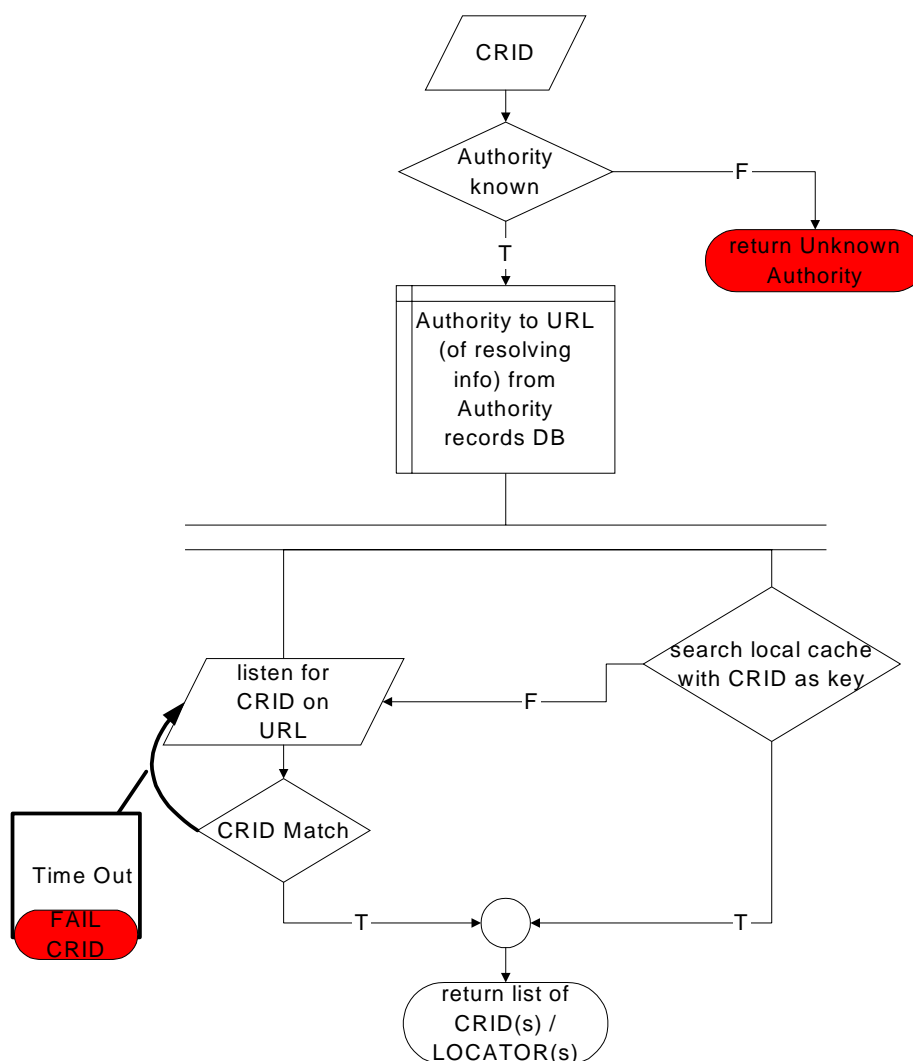 CRID
Authority
known
F
return Unknown
Authority
T
Authority to URL
(of resolving
info) from
Authority
records DB
search local cache
with CRID as key
listen for
CRID on
URL
F
CRID Match
Time Out
FAIL
CRID
T
T
return list of
CRID(s) /
LOCATOR(s)